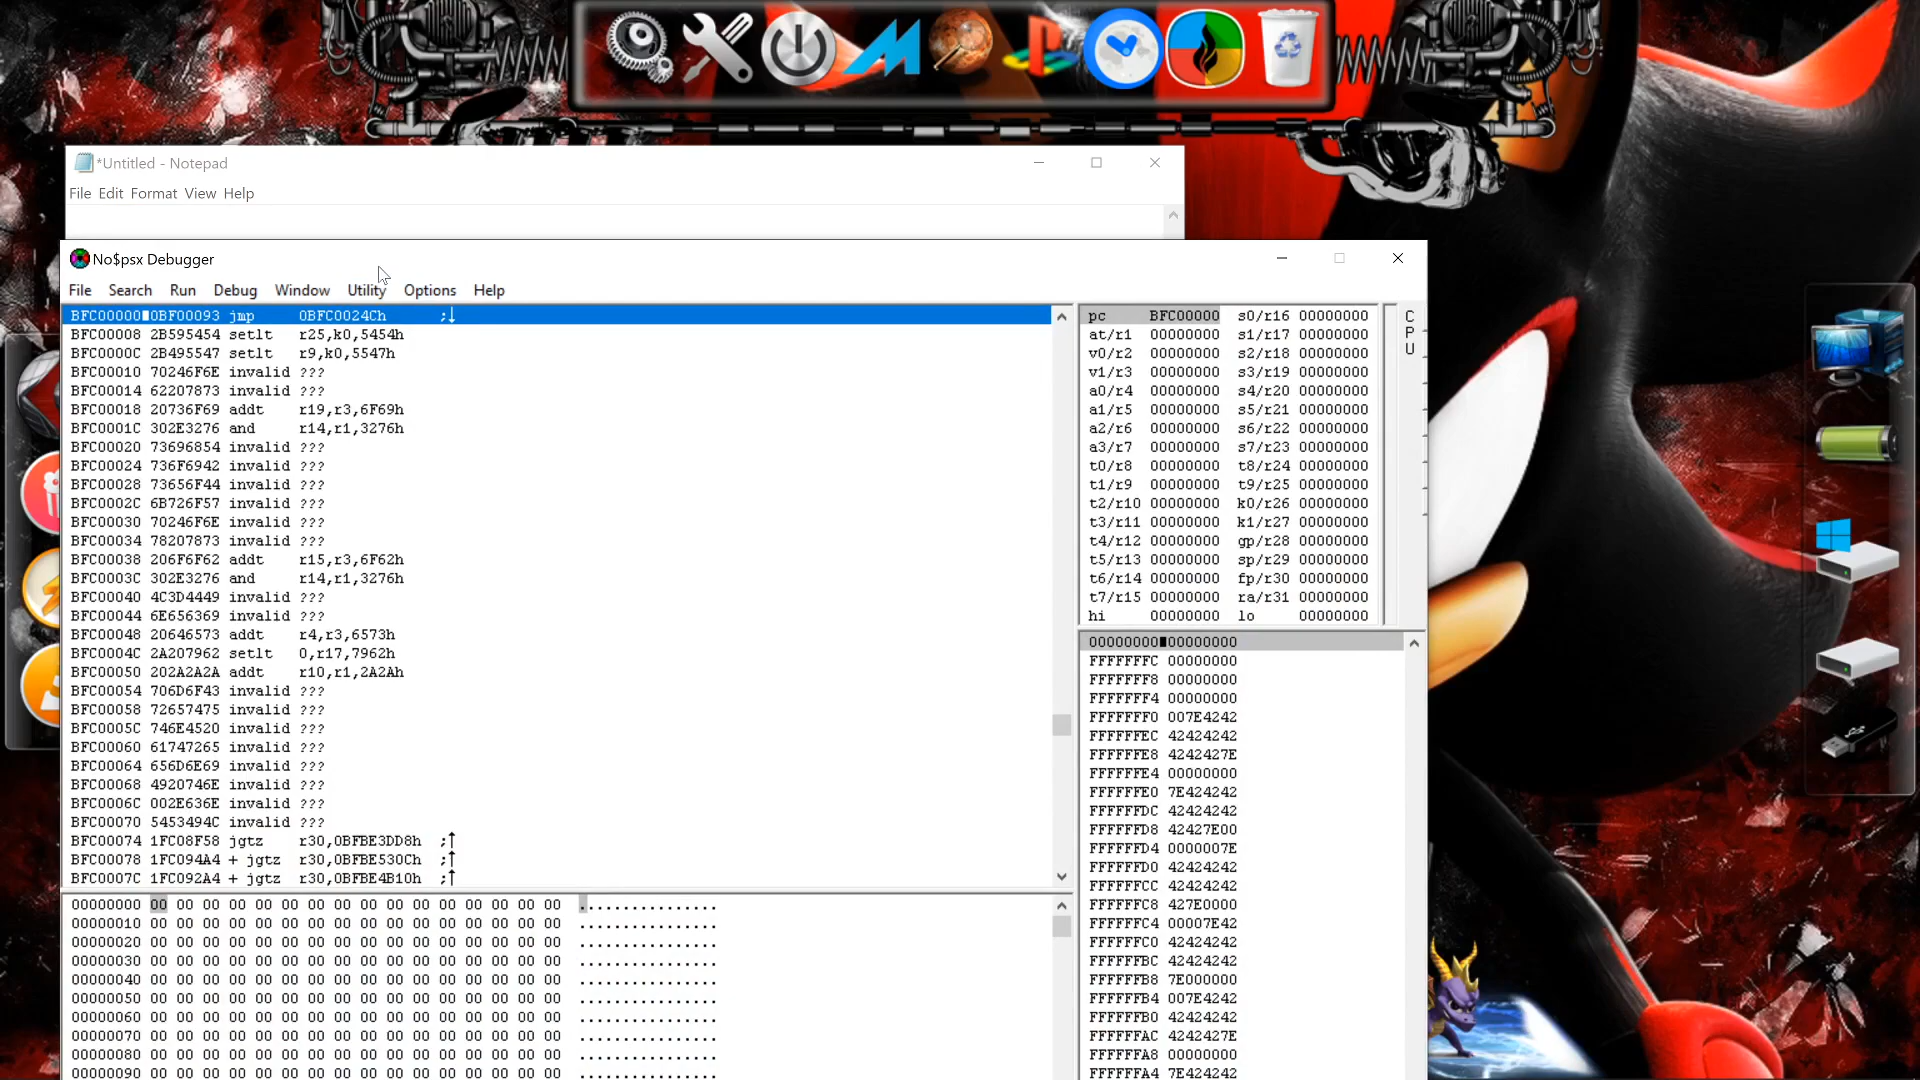 *Untitled - Notepad
File Edit Format View Help
No$psx Debugger
File Search Run Debug Window Utility Options Help
BFC00000 0BF00093 jmp 0BFC0024Ch ;↓
BFC00008 2B595454 setlt r25,k0,5454h
BFC0000C 2B495547 setlt r9,k0,5547h
BFC00010 70246F6E invalid ???
BFC00014 62207873 invalid ???
BFC00018 20736F69 addt r19,r3,6F69h
BFC0001C 302E3276 and r14,r1,3276h
BFC00020 73696854 invalid ???
BFC00024 736F6942 invalid ???
BFC00028 73656F44 invalid ???
BFC0002C 6B726F57 invalid ???
BFC00030 70246F6E invalid ???
BFC00034 78207873 invalid ???
BFC00038 206F6F62 addt r15,r3,6F62h
BFC0003C 302E3276 and r14,r1,3276h
BFC00040 4C3D4449 invalid ???
BFC00044 6E656369 invalid ???
BFC00048 20646573 addt r4,r3,6573h
BFC0004C 2A207962 setlt 0,r17,7962h
BFC00050 202A2A2A addt r10,r1,2A2Ah
BFC00054 706D6F43 invalid ???
BFC00058 72657475 invalid ???
BFC0005C 746E4520 invalid ???
BFC00060 61747265 invalid ???
BFC00064 656D6E69 invalid ???
BFC00068 4920746E invalid ???
BFC0006C 002E636E invalid ???
BFC00070 5453494C invalid ???
BFC00074 1FC08F58 jgtz r30,0BFBE3DD8h ;↑
BFC00078 1FC094A4 + jgtz r30,0BFBE530Ch ;↑
BFC0007C 1FC092A4 + jgtz r30,0BFBE4B10h ;↑
pc BFC00000 s0/r16 00000000
at/r1 00000000 s1/r17 00000000
v0/r2 00000000 s2/r18 00000000
v1/r3 00000000 s3/r19 00000000
a0/r4 00000000 s4/r20 00000000
a1/r5 00000000 s5/r21 00000000
a2/r6 00000000 s6/r22 00000000
a3/r7 00000000 s7/r23 00000000
t0/r8 00000000 t8/r24 00000000
t1/r9 00000000 t9/r25 00000000
t2/r10 00000000 k0/r26 00000000
t3/r11 00000000 k1/r27 00000000
t4/r12 00000000 gp/r28 00000000
t5/r13 00000000 sp/r29 00000000
t6/r14 00000000 fp/r30 00000000
t7/r15 00000000 ra/r31 00000000
hi 00000000 lo 00000000
C
P
U
00000000 00000000
FFFFFFFC 00000000
FFFFFFF8 00000000
FFFFFFF4 00000000
FFFFFFF0 007E4242
FFFFFFEC 42424242
FFFFFFE8 4242427E
FFFFFFE4 00000000
FFFFFFE0 7E424242
FFFFFFDC 42424242
FFFFFFD8 42427E00
FFFFFFD4 0000007E
FFFFFFD0 42424242
FFFFFFCC 42424242
FFFFFFC8 427E0000
FFFFFFC4 00007E42
FFFFFFC0 42424242
FFFFFFBC 42424242
FFFFFFB8 7E000000
FFFFFFB4 007E4242
FFFFFFB0 42424242
FFFFFFAC 4242427E
FFFFFFA8 00000000
FFFFFFA4 7E424242
00000000 00 00 00 00 00 00 00 00 00 00 00 00 00 00 00 00 ................
00000010 00 00 00 00 00 00 00 00 00 00 00 00 00 00 00 00 ................
00000020 00 00 00 00 00 00 00 00 00 00 00 00 00 00 00 00 ................
00000030 00 00 00 00 00 00 00 00 00 00 00 00 00 00 00 00 ................
00000040 00 00 00 00 00 00 00 00 00 00 00 00 00 00 00 00 ................
00000050 00 00 00 00 00 00 00 00 00 00 00 00 00 00 00 00 ................
00000060 00 00 00 00 00 00 00 00 00 00 00 00 00 00 00 00 ................
00000070 00 00 00 00 00 00 00 00 00 00 00 00 00 00 00 00 ................
00000080 00 00 00 00 00 00 00 00 00 00 00 00 00 00 00 00 ................
00000090 00 00 00 00 00 00 00 00 00 00 00 00 00 00 00 00 ................